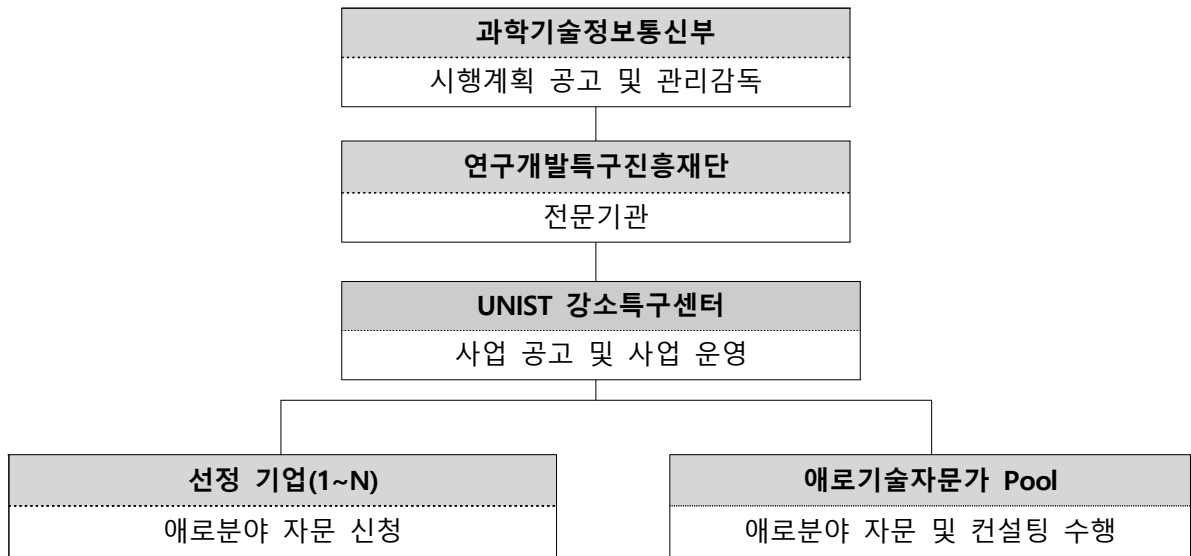 과학기술정보통신부
시행계획 공고 및 관리감독
연구개발특구진흥재단
전문기관
UNIST 강소특구센터
사업 공고 및 사업 운영
선정 기업(1~N)
애로분야 자문 신청
애로기술자문가 Pool
애로분야 자문 및 컨설팅 수행